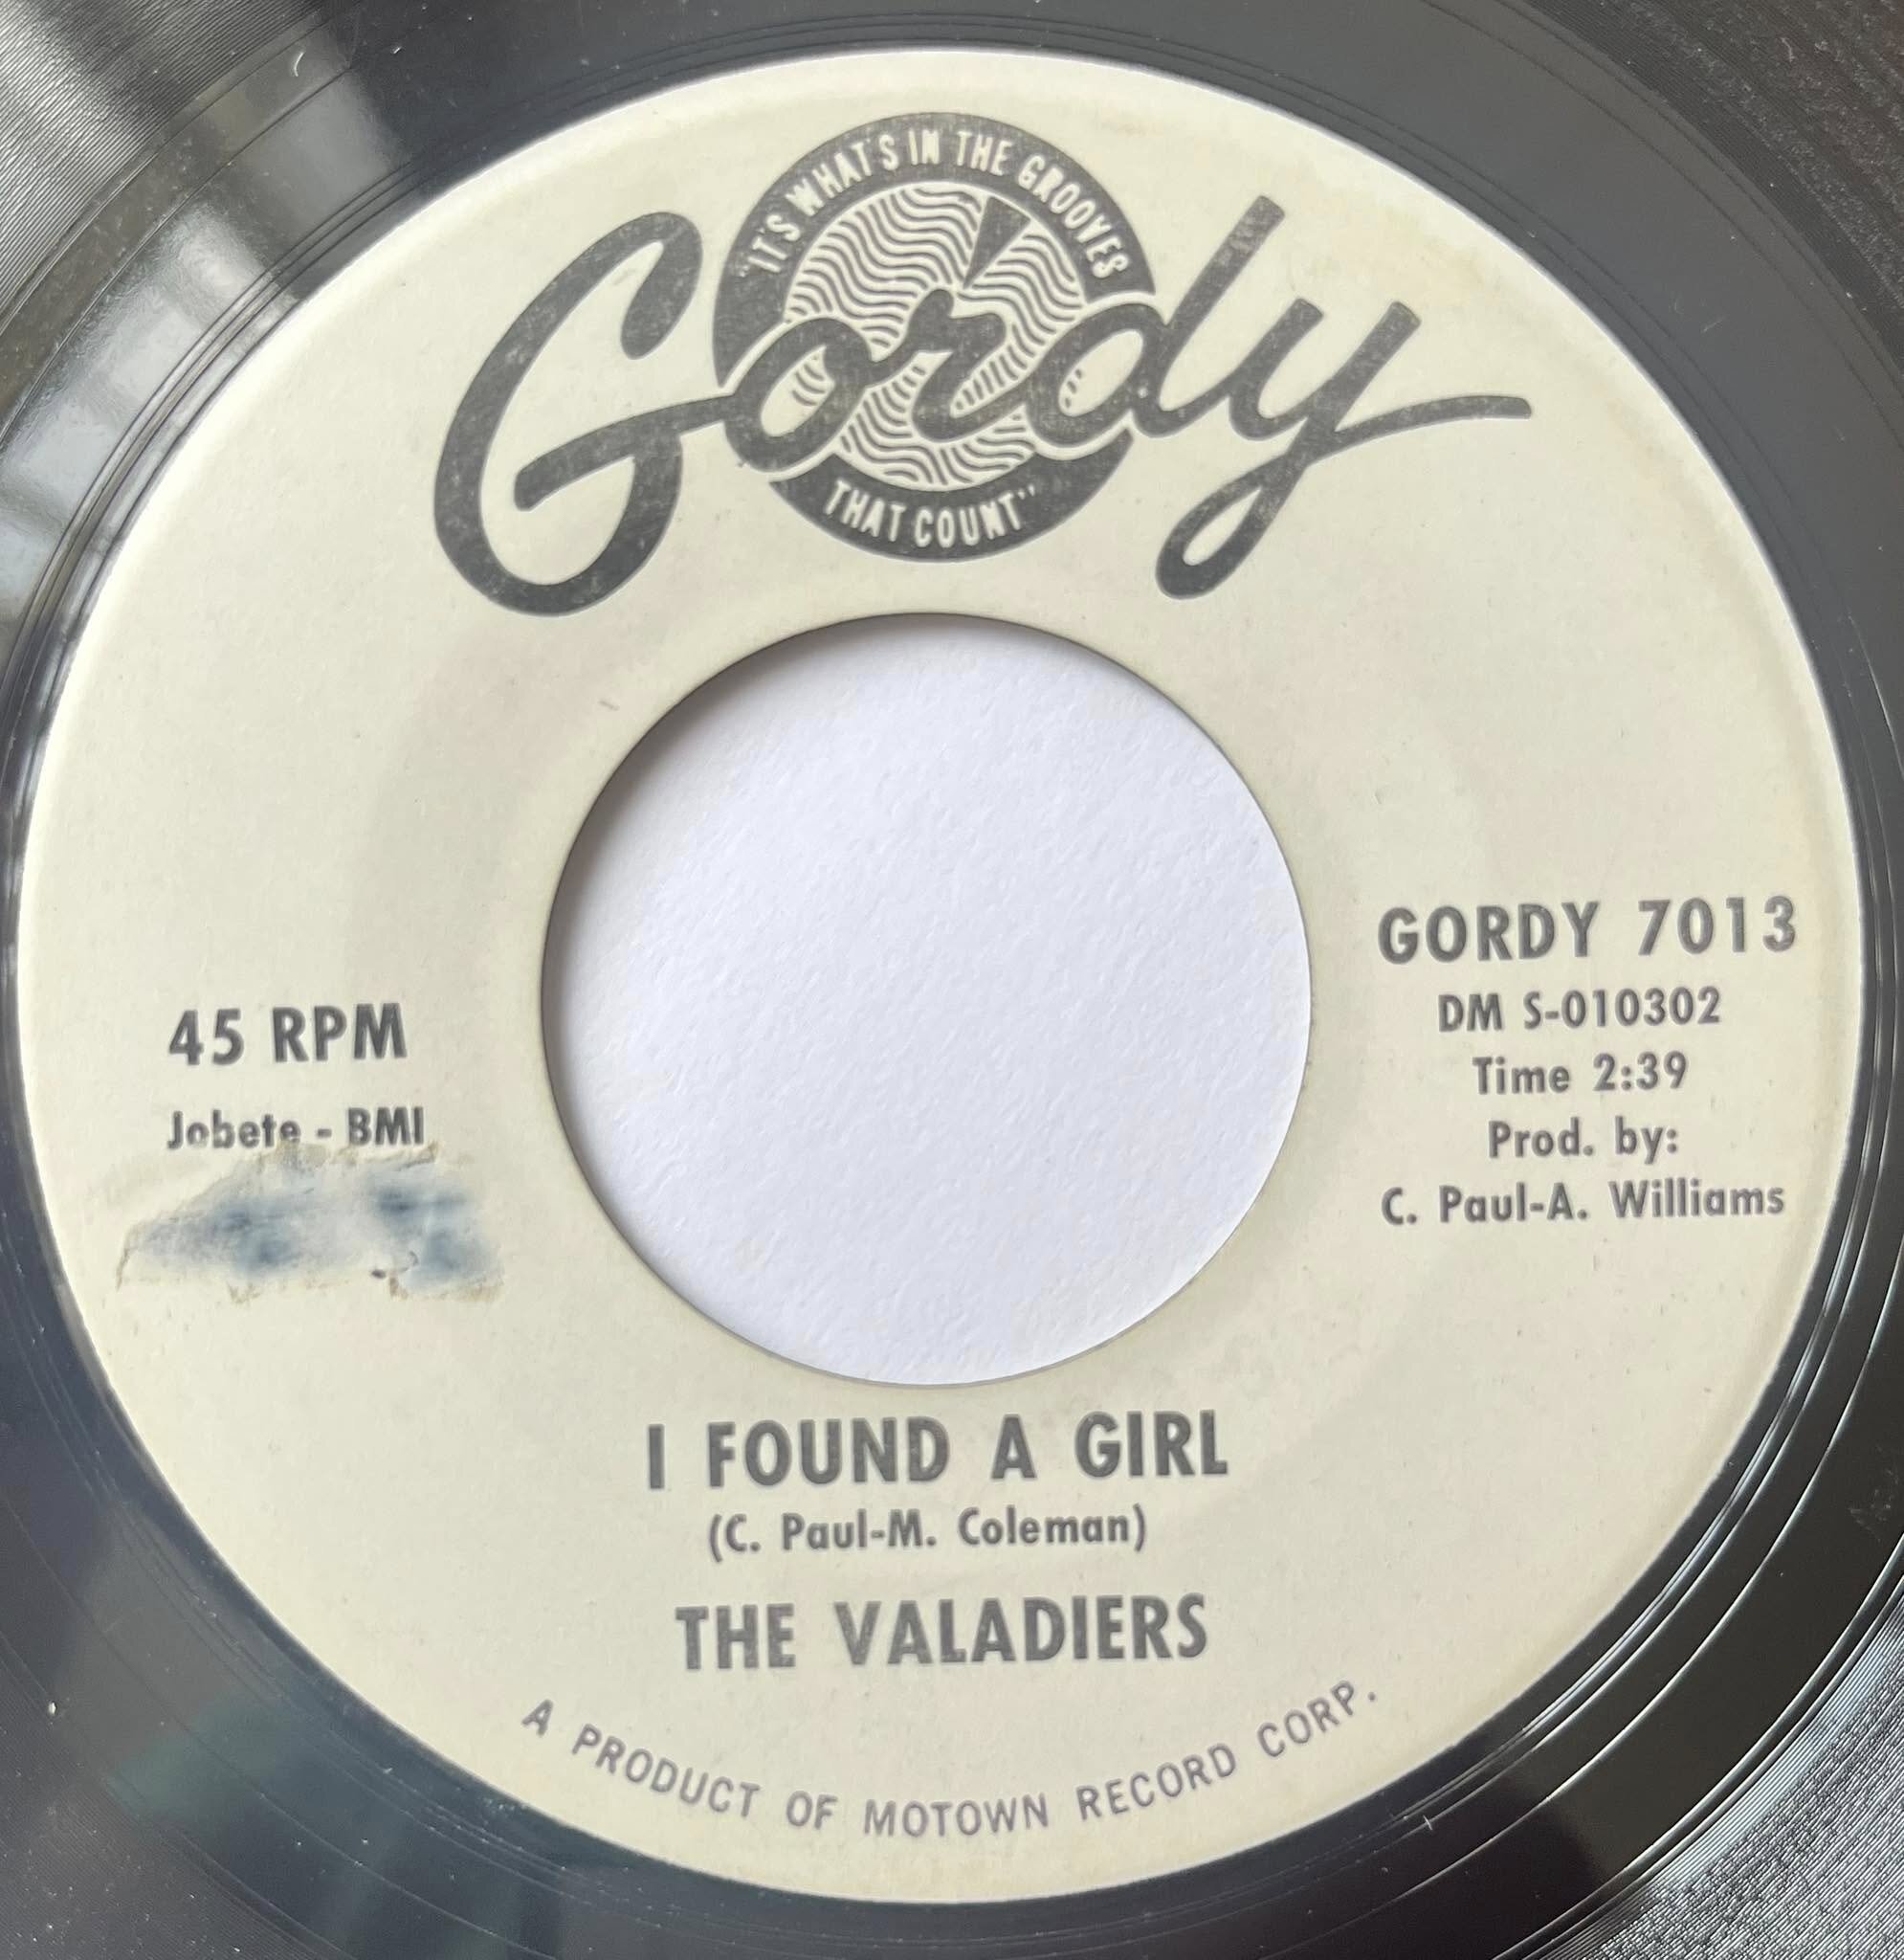 "IT'S WHAT'S IN THE GROOVES
Gordy
THAT COUNT"
GORDY 7013
DM S-010302
Time 2:39
Prod. by:
C. Paul-A. Williams
45 RPM
Jobete - BMI
I FOUND A GIRL
(C. Paul-M. Coleman)
THE VALADIERS
A PRODUCT OF MOTOWN RECORD CORP.